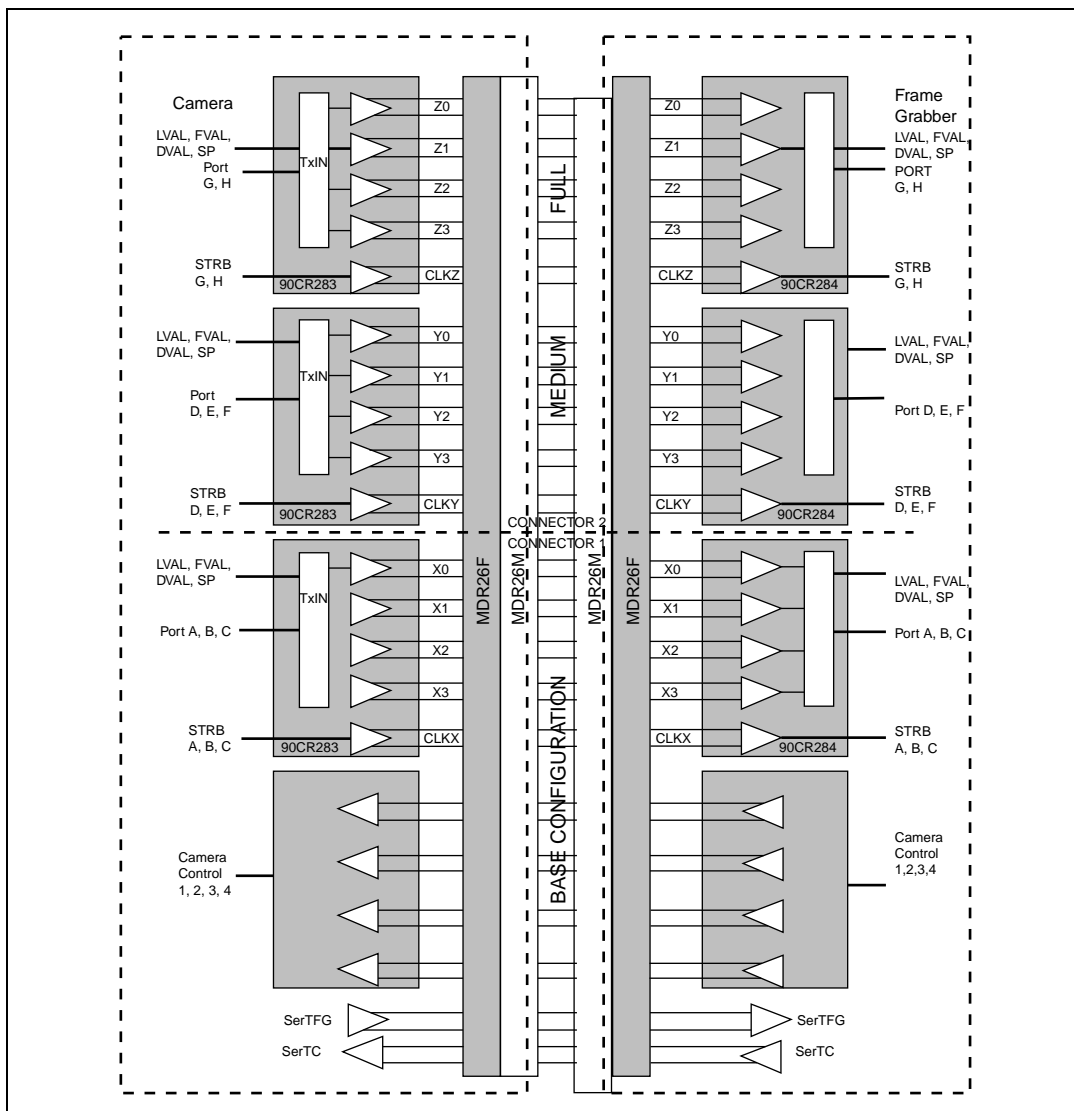 Camera
LVAL, FVAL,
DVAL, SP
Port
G, H
STRB
G, H
TxIN
90CR283
Z0
Z1
Z2
Z3
CLKZ
LVAL, FVAL,
DVAL, SP
Port
D, E, F
STRB
D, E, F
TxIN
90CR283
Y0
Y1
Y2
Y3
CLKY
LVAL, FVAL,
DVAL, SP
Port A, B, C
STRB
A, B, C
TxIN
90CR283
X0
X1
X2
X3
CLKX
Camera
Control
1, 2, 3, 4
SerTFG
SerTC
MDR26F
MDR26M
FULL
MEDIUM
CONNECTOR 2
CONNECTOR 1
BASE CONFIGURATION
MDR26M
MDR26F
Z0
Z1
Z2
Z3
CLKZ
90CR284
Frame
Grabber
LVAL, FVAL,
DVAL, SP
PORT
G, H
STRB
G, H
Y0
Y1
Y2
Y3
CLKY
90CR284
LVAL, FVAL,
DVAL, SP
Port D, E, F
STRB
D, E, F
X0
X1
X2
X3
CLKX
90CR284
LVAL, FVAL,
DVAL, SP
Port A, B, C
STRB
A, B, C
Camera
Control
1,2,3,4
SerTFG
SerTC